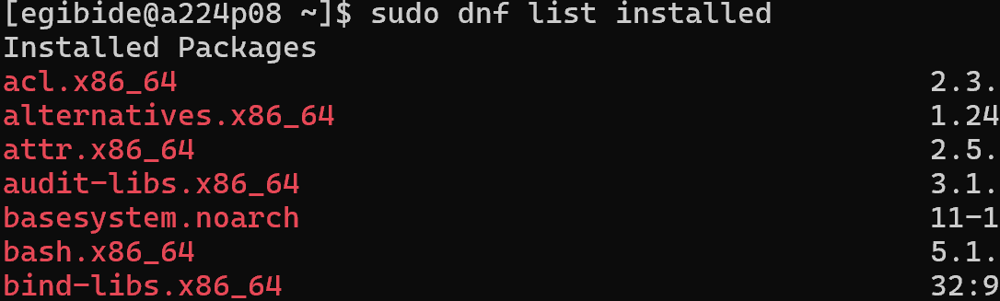 [egibide@a224p08 ~]$ sudo dnf list installed
Installed Packages
acl.x86_64 2.3.
alternatives.x86_64 1.24
attr.x86_64 2.5.
audit-libs.x86_64 3.1.
basesystem.noarch 11-1
bash.x86_64 5.1.
bind-libs.x86_64 32:9